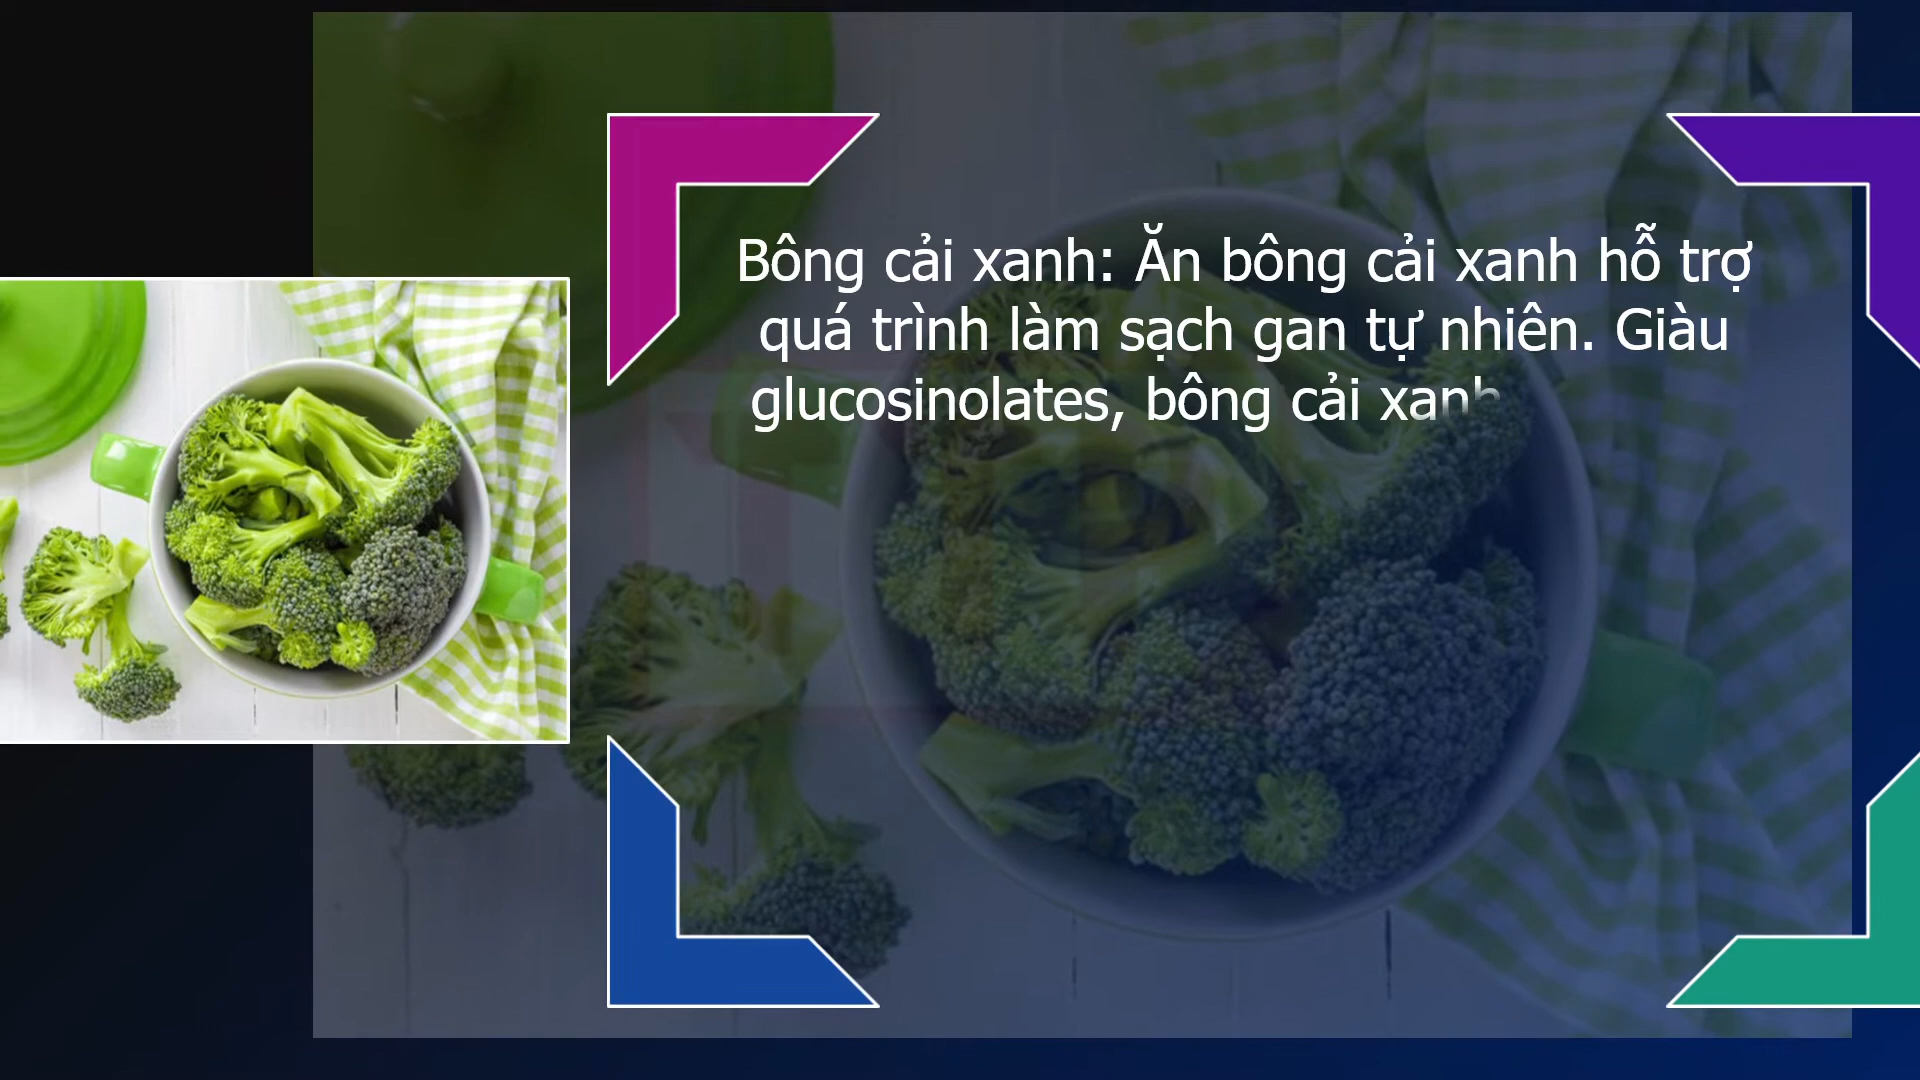 Bông cải xanh: Ăn bông cải xanh hỗ trợ
quá trình làm sạch gan tự nhiên. Giàu
glucosinolates, bông cải xanh